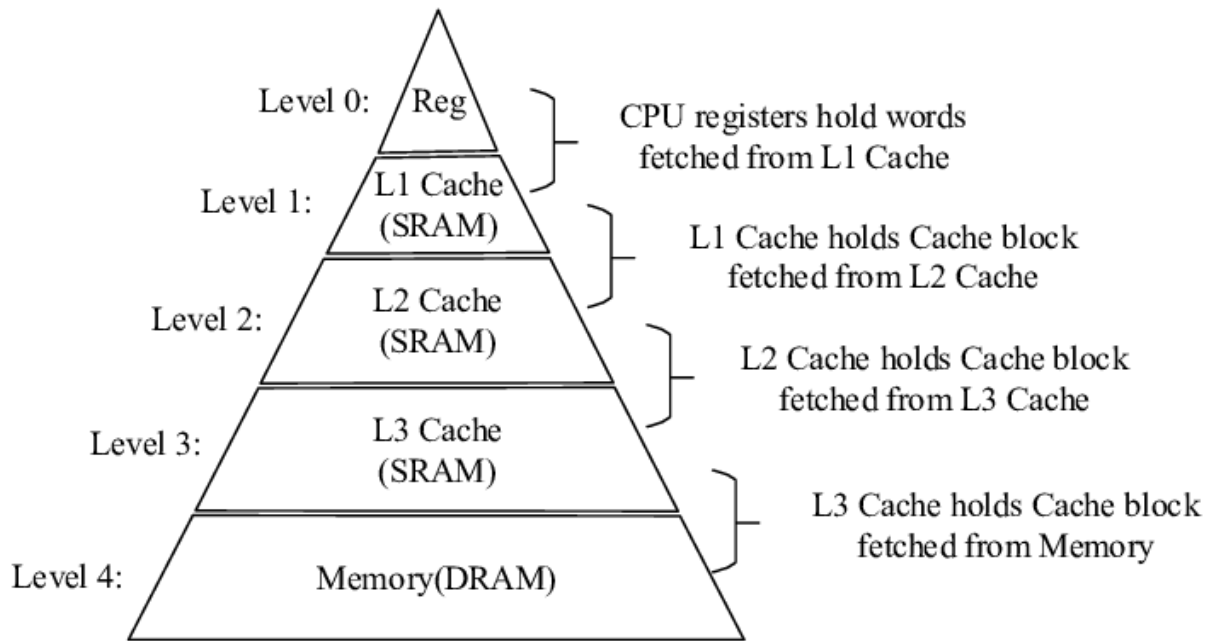 Level 0:
Reg
CPU registers hold words
fetched from L1 Cache
Level 1:
L1 Cache
(SRAM)
L1 Cache holds Cache block
fetched from L2 Cache
Level 2:
L2 Cache
(SRAM)
L2 Cache holds Cache block
fetched from L3 Cache
Level 3:
L3 Cache
(SRAM)
L3 Cache holds Cache block
fetched from Memory
Level 4:
Memory(DRAM)